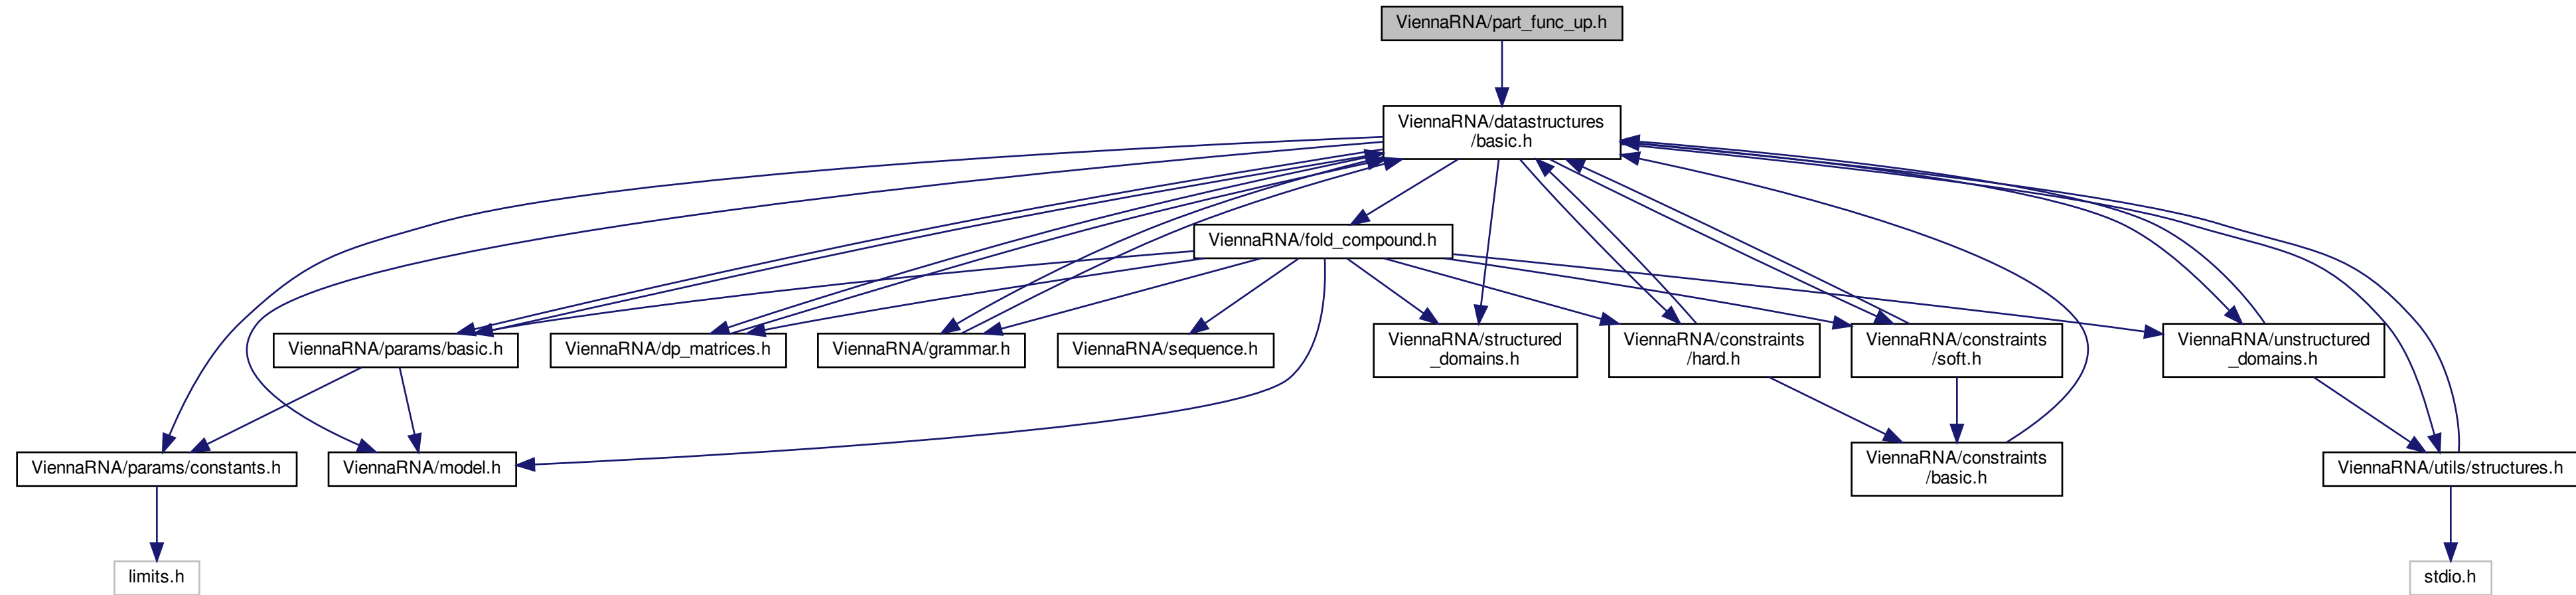 ViennaRNA/part_func_up.h
ViennaRNA/datastructures
/basic.h
ViennaRNA/fold_compound.h
ViennaRNA/params/basic.h
ViennaRNA/dp_matrices.h
ViennaRNA/grammar.h
ViennaRNA/sequence.h
ViennaRNA/structured
_domains.h
ViennaRNA/constraints
/hard.h
ViennaRNA/constraints
/soft.h
ViennaRNA/unstructured
_domains.h
ViennaRNA/params/constants.h
ViennaRNA/model.h
ViennaRNA/constraints
/basic.h
ViennaRNA/utils/structures.h
limits.h
stdio.h